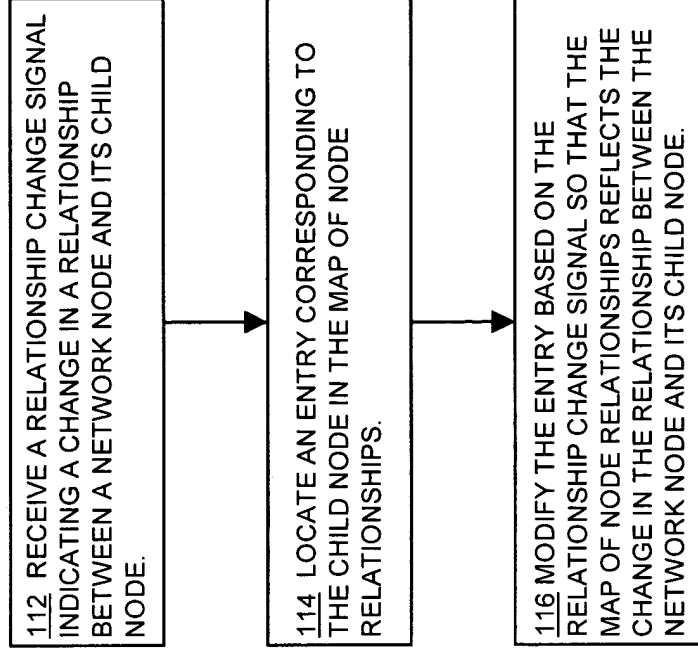 112 RECEIVE A RELATIONSHIP CHANGE SIGNAL
INDICATING A CHANGE IN A RELATIONSHIP
BETWEEN A NETWORK NODE AND ITS CHILD
NODE.
114 LOCATE AN ENTRY CORRESPONDING TO
THE CHILD NODE IN THE MAP OF NODE
RELATIONSHIPS.
116 MODIFY THE ENTRY BASED ON THE
RELATIONSHIP CHANGE SIGNAL SO THAT THE
MAP OF NODE RELATIONSHIPS REFLECTS THE
CHANGE IN THE RELATIONSHIP BETWEEN THE
NETWORK NODE AND ITS CHILD NODE.